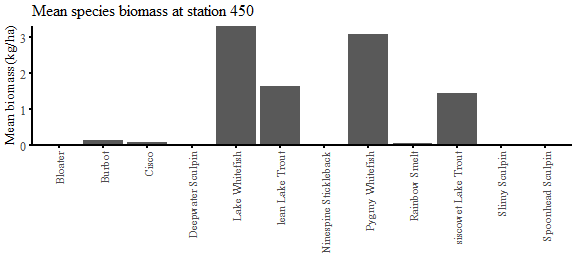 Mean species biomass at station 450
Mean biomass (kg/ha)
3
2
1
0
Bloater
Burbot
Cisco
Deepwater Sculpin
Lake Whitefish
lean Lake Trout
Ninespine Stickleback
Pygmy Whitefish
Rainbow Smelt
siscowet Lake Trout
Slimy Sculpin
Spoonhead Sculpin